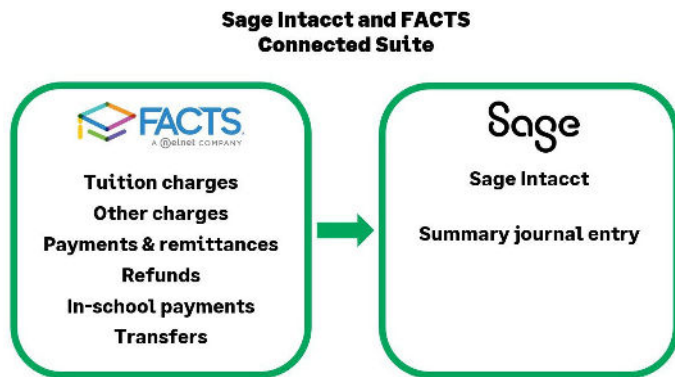 Sage Intacct and FACTS
Connected Suite
FACTS
A nelnet COMPANY
Tuition charges
Other charges
Payments & remittances
Refunds
In-school payments
Transfers
Sage
Sage Intacct
Summary journal entry